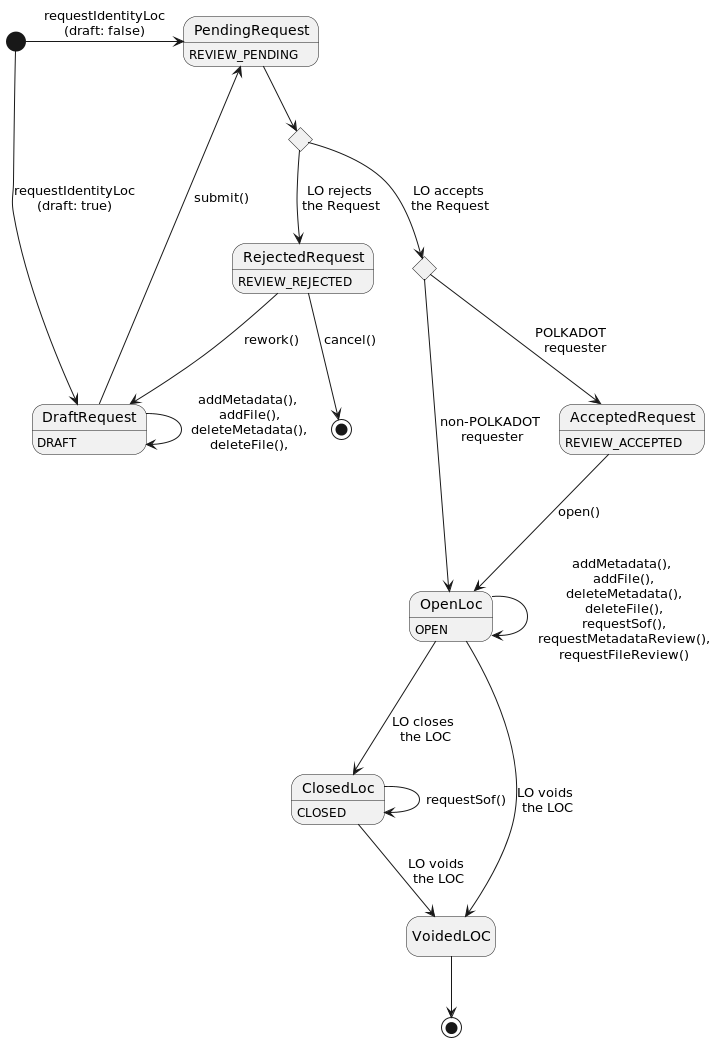 requestIdentityLoc
(draft: false)
PendingRequest
REVIEW_PENDING
requestIdentityLoc
(draft: true)
submit()
LO rejects
the Request
LO accepts
the Request
RejectedRequest
REVIEW_REJECTED
rework()
cancel()
POLKADOT
requester
DraftRequest
DRAFT
addMetadata(),
addFile(),
deleteMetadata(),
deleteFile(),
non-POLKADOT
requester
AcceptedRequest
REVIEW_ACCEPTED
open()
OpenLoc
OPEN
addMetadata(),
addFile(),
deleteMetadata(),
deleteFile(),
requestSof(),
requestMetadataReview(),
requestFileReview()
LO closes
the LOC
ClosedLoc
CLOSED
requestSof()
LO voids
the LOC
LO voids
the LOC
VoidedLOC